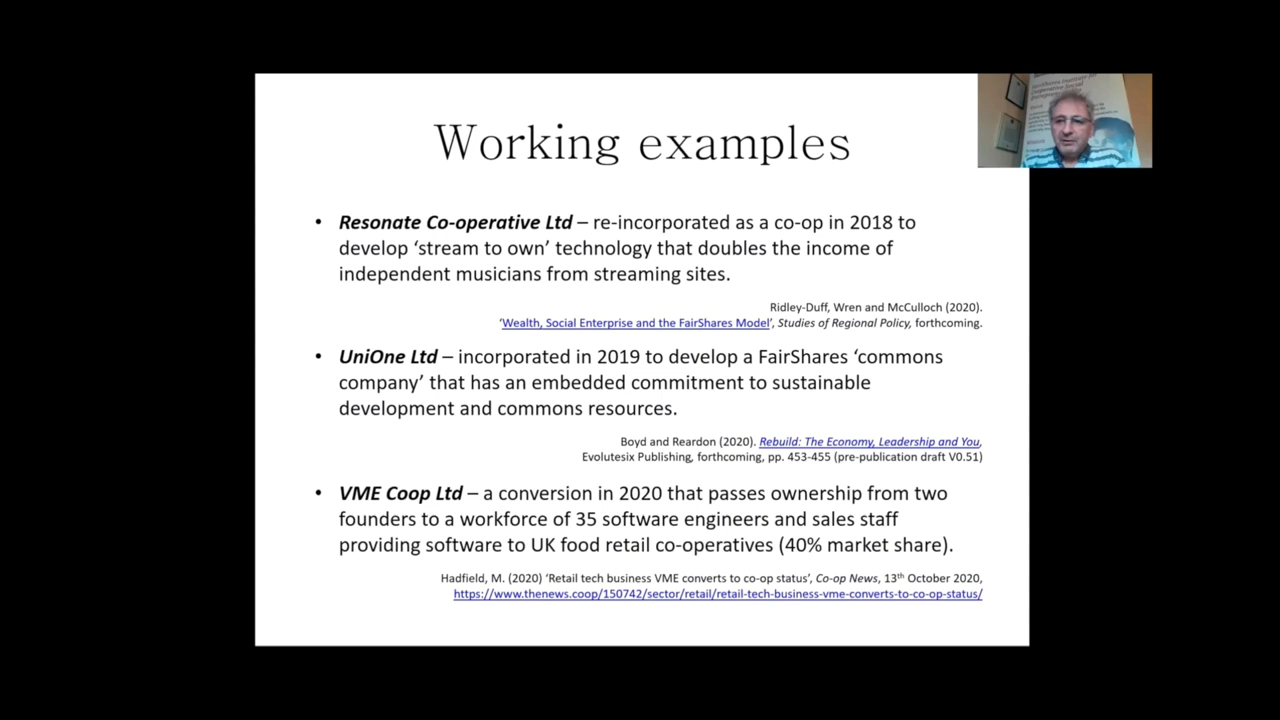 Working examples
• Resonate Co-operative Ltd – re-incorporated as a co-op in 2018 to
develop ‘stream to own’ technology that doubles the income of
independent musicians from streaming sites.
Ridley-Duff, Wren and McCulloch (2020).
‘Wealth, Social Enterprise and the FairShares Model’, Studies of Regional Policy, forthcoming.
• UniOne Ltd – incorporated in 2019 to develop a FairShares ‘commons
company’ that has an embedded commitment to sustainable
development and commons resources.
Boyd and Reardon (2020). Rebuild: The Economy, Leadership and You,
Evolutesix Publishing, forthcoming, pp. 453-455 (pre-publication draft V0.51)
• VME Coop Ltd – a conversion in 2020 that passes ownership from two
founders to a workforce of 35 software engineers and sales staff
providing software to UK food retail co-operatives (40% market share).
Hadfield, M. (2020) ‘Retail tech business VME converts to co-op status’, Co-op News, 13th October 2020,
https://www.thenews.coop/150742/sector/retail/retail-tech-business-vme-converts-to-co-op-status/